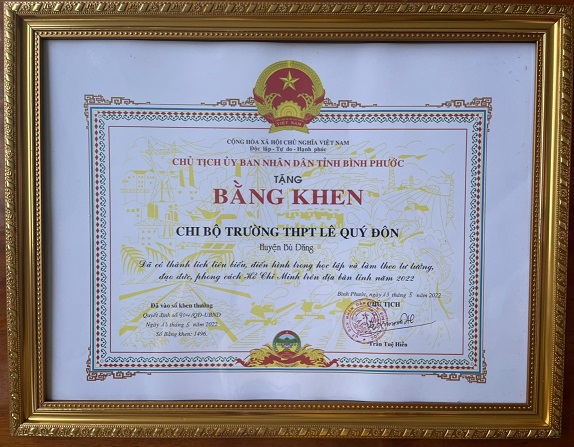 VIỆT NAM
CỘNG HÒA XÃ HỘI CHỦ NGHĨA VIỆT NAM
Độc lập - Tự do - Hạnh phúc
CHỦ TỊCH ỦY BAN NHÂN DÂN TỈNH BÌNH PHƯỚC
TẶNG
BẰNG KHEN
CHI BỘ TRƯỜNG THPT LÊ QUÝ ĐÔN
Huyện Bù Đăng
Đã có thành tích tiêu biểu, điển hình trong học tập và làm theo tư tưởng,
đạo đức, phong cách Hồ Chí Minh trên địa bàn tỉnh năm 2022
Bình Phước, ngày 13 tháng 5 năm 2022
CHỦ TỊCH
Đã vào sổ khen thưởng
Quyết định số /QĐ-UBND
Ngày 13 tháng 5 năm 2022
Số Bằng khen: 1496
Trần Tuệ Hiền